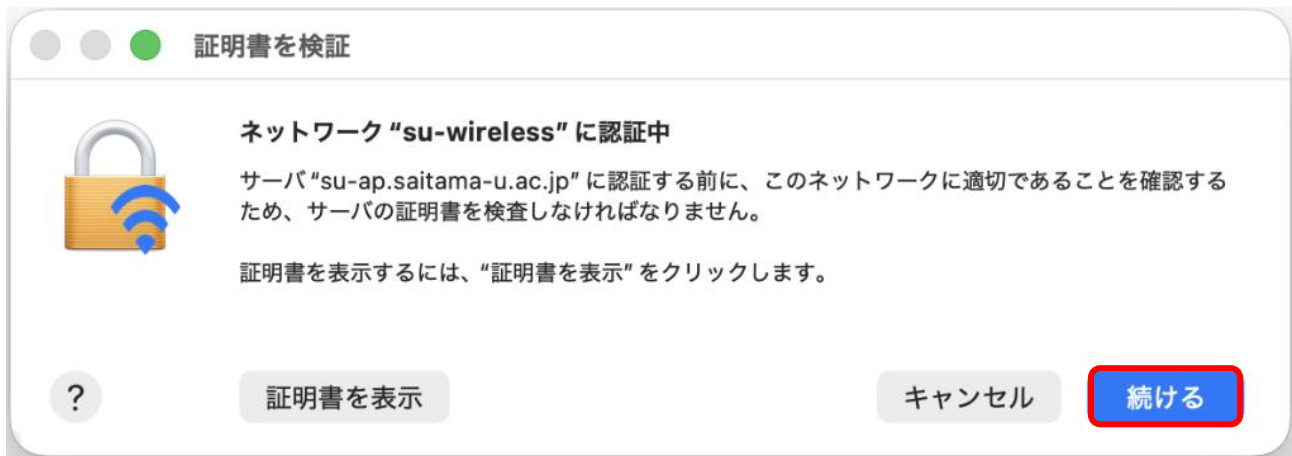 証明書を検証
ネットワーク “su-wireless” に認証中
サーバ “su-ap.saitama-u.ac.jp” に認証する前に、このネットワークに適切であることを確認する
ため、サーバの証明書を検査しなければなりません。
証明書を表示するには、“証明書を表示” をクリックします。
?
証明書を表示
キャンセル
続ける